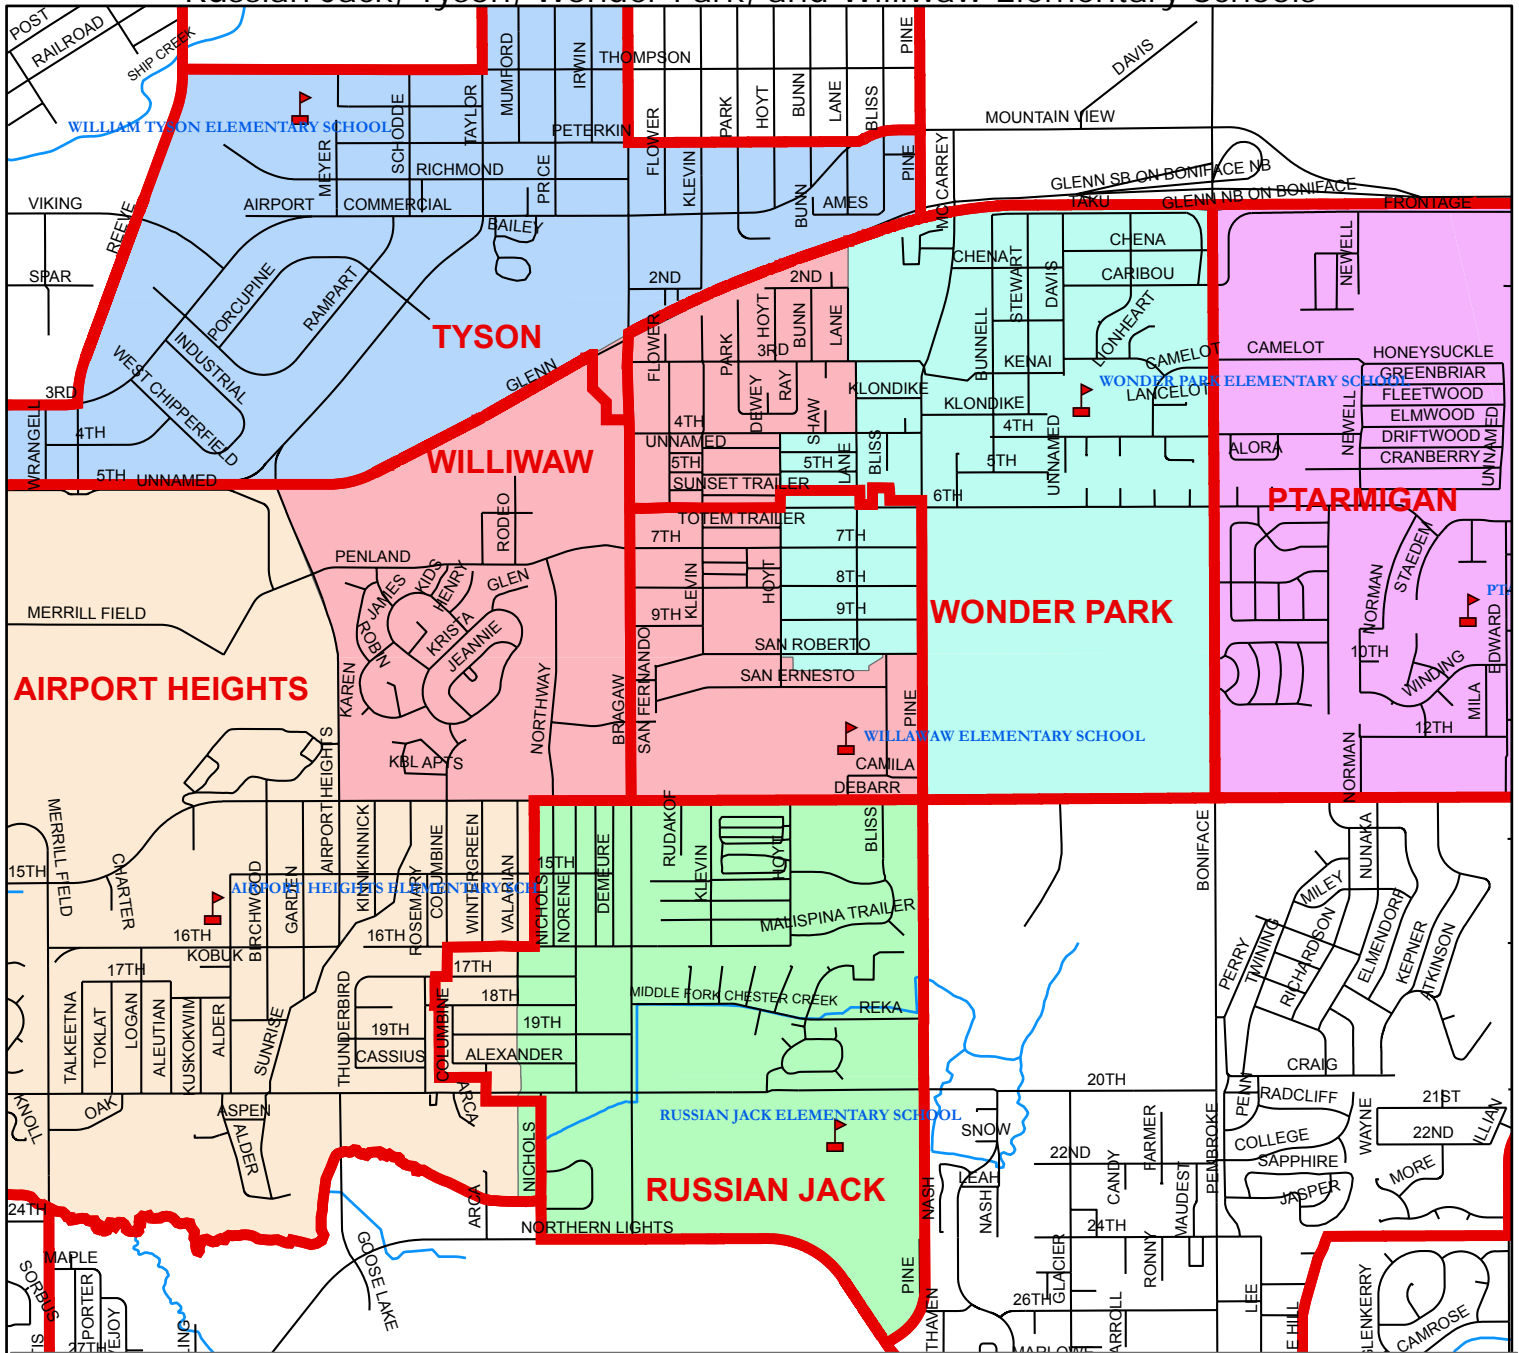 Russian Jack, Tyson, Wonder Park, and Williwaw Elementary Schools
POST
RAILROAD
SHIP CREEK
MUMFORD
IRWIN
THOMPSON
PINE
DAVIS
WILLIAM TYSON ELEMENTARY SCHOOL
MEYER
SCHODDE
TAYLOR
PETERKIN
FLOWER
PARK
HOYT
BUNN
LANE
BLISS
MOUNTAIN VIEW
RICHMOND
PRICE
KLEVIN
PINE
MC CARREY
GLENN SB ON BONIFACE NB
GLENN NB ON BONIFACE
VIKING
REEVE
AIRPORT
COMMERCIAL
BAILEY
BUNN
AMES
TAKU
FRONTAGE
SPAR
PORCUPINE
RAMPART
2ND
2ND
CHENA
CHENA
CARIBOU
STEWART
DAVIS
NEWELL
INDUSTRIAL
WEST CHIPPERFIELD
TYSON
GLENN
FLOWER
PARK
HOYT
BUNN
LANE
3RD
BUNNELL
LIONHEART
KENAI
CAMELOT
CAMELOT
HONEYSUCKLE
GREENBRIAR
WONDER PARK ELEMENTARY SCHOOL
3RD
WRANGELL
4TH
DEWEY
RAY
SHAW
KLONDIKE
KLONDIKE
LANCELOT
FLEETWOOD
ELMWOOD
DRIFTWOOD
CRANBERRY
NEWELL
UNNAMED
5TH
UNNAMED
WILLIWAW
4TH
UNNAMED
5TH
5TH
LANE
BLISS
4TH
5TH
UNNAMED
ALORA
SUNSET TRAILER
6TH
PTARMIGAN
RODEO
TOTEM TRAILER
7TH
7TH
PENLAND
JAMES
KIDS
HENRY
GLEN
KLEVIN
HOYT
8TH
9TH
9TH
NORMAN
STAEDEM
MERRILL FIELD
ROBIN
KRISTA
JEANNIE
WONDER PARK
SAN ROBERTO
SAN ERNESTO
10TH
WINDING
EDWARD
AIRPORT HEIGHTS
KAREN
NORTHWAY
BRAGAW
SAN FERNANDO
PINE
MILA
12TH
WILLAWAW ELEMENTARY SCHOOL
KBL APTS
CAMILA
DEBARR
NORMAN
AIRPORT HEIGHTS
MERRILL FIELD
15TH
CHARTER
BIRCHWOOD
GARDEN
KINNIKINNICK
ROSEMARY
COLUMBINE
WINTERGREEN
VALARIAN
NICHOLS
NORENE
15TH
DEMEURE
RUDAKOF
KLEVIN
HOYT
BLISS
BONIFACE
NUNAKA
MILEY
AIRPORT HEIGHTS ELEMENTARY SCH
16TH
KOBUK
16TH
MALISPINA TRAILER
PERRY
TWINING
RICHARDSON
ELMENDORF
KEPNER
ATKINSON
17TH
17TH
18TH
MIDDLE FORK CHESTER CREEK
REKA
TALKEETNA
TOKLAT
LOGAN
ALEUTIAN
KUSKOKWIM
ALDER
SUNRISE
THUNDERBIRD
19TH
CASSIUS
COLUMBINE
19TH
ALEXANDER
CRAIG
20TH
KNOLL
OAK
ASPEN
ALDER
ARCA
NICHOLS
RUSSIAN JACK ELEMENTARY SCHOOL
SNOW
FARMER
PENN
RADCLIFF
WAYNE
21ST
22ND
COLLEGE
SAPPHIRE
JASPER
MORE
22ND
CANDY
MAUDEST
PEMBROKE
RUSSIAN JACK
LEAH
NASH
NASH
24TH
24TH
ARCA
NORTHERN LIGHTS
GOOSE LAKE
MAPLE
SORBUS
PORTER
27TH
PINE
GLACIER
RONNY
26TH
LEE
CAMROSE